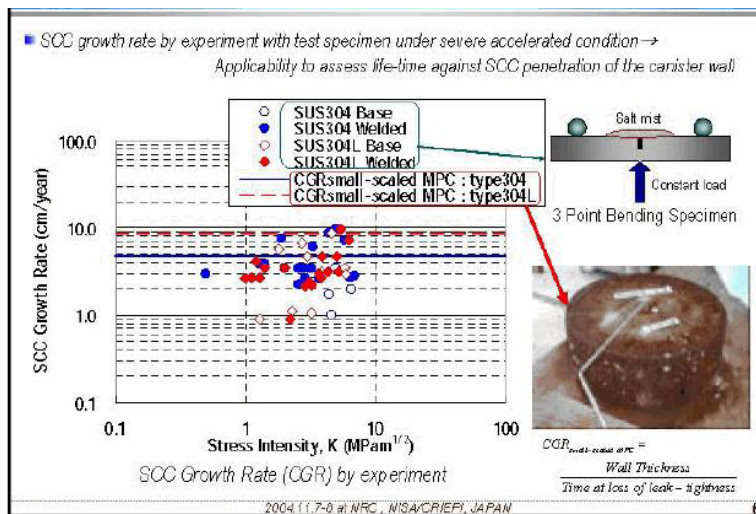 SCC growth rate by experiment with test specimen under severe accelerated condition→
Applicability to assess life-time against SCC penetration of the canister wall
SUS304 Base
SUS304 Welded
SUS304L Base
SUS304L Welded
CGRsmall-scaled MPC : type304
CGRsmall-scaled MPC : type304L
Salt mist
Constant load
3 Point Bending Specimen
SCC Growth Rate (cm/year)
100.0
10.0
1.0
0.1
0.1
1
10
100
Stress Intensity, K (MPam1/2)
SCC Growth Rate (CGR) by experiment
CGRsmall-scaled MPC =
Wall Thickness
Time at loss of leak – tightness
2004.11.7-8 at NRC , NISA/CRIEPI, JAPAN